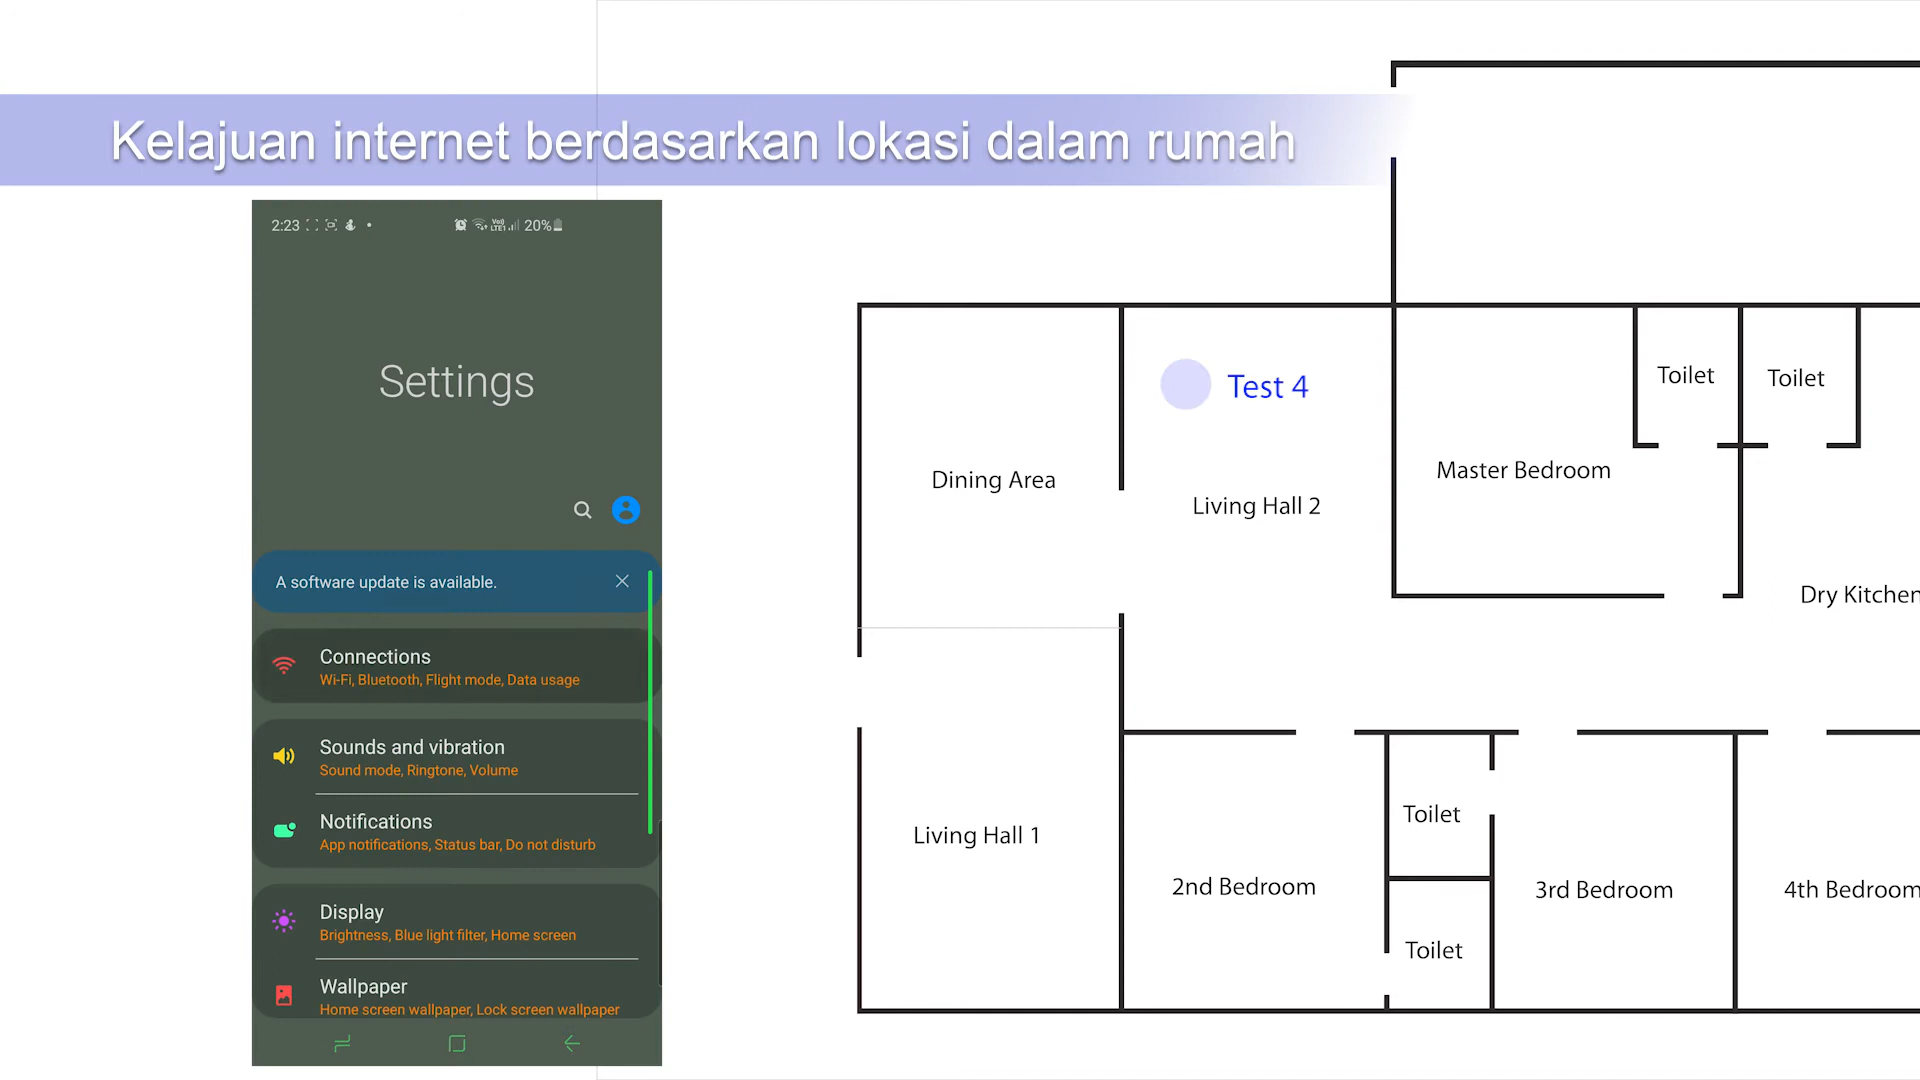 Kelajuan internet berdasarkan lokasi dalam rumah
2:23
Vo)) LTE1 20%
Settings
A software update is available.
Connections
Wi-Fi, Bluetooth, Flight mode, Data usage
Sounds and vibration
Sound mode, Ringtone, Volume
Notifications
App notifications, Status bar, Do not disturb
Display
Brightness, Blue light filter, Home screen
Wallpaper
Home screen wallpaper, Lock screen wallpaper
Test 4
Toilet
Toilet
Dining Area
Living Hall 2
Master Bedroom
Dry Kitchen
Living Hall 1
2nd Bedroom
Toilet
Toilet
3rd Bedroom
4th Bedroom